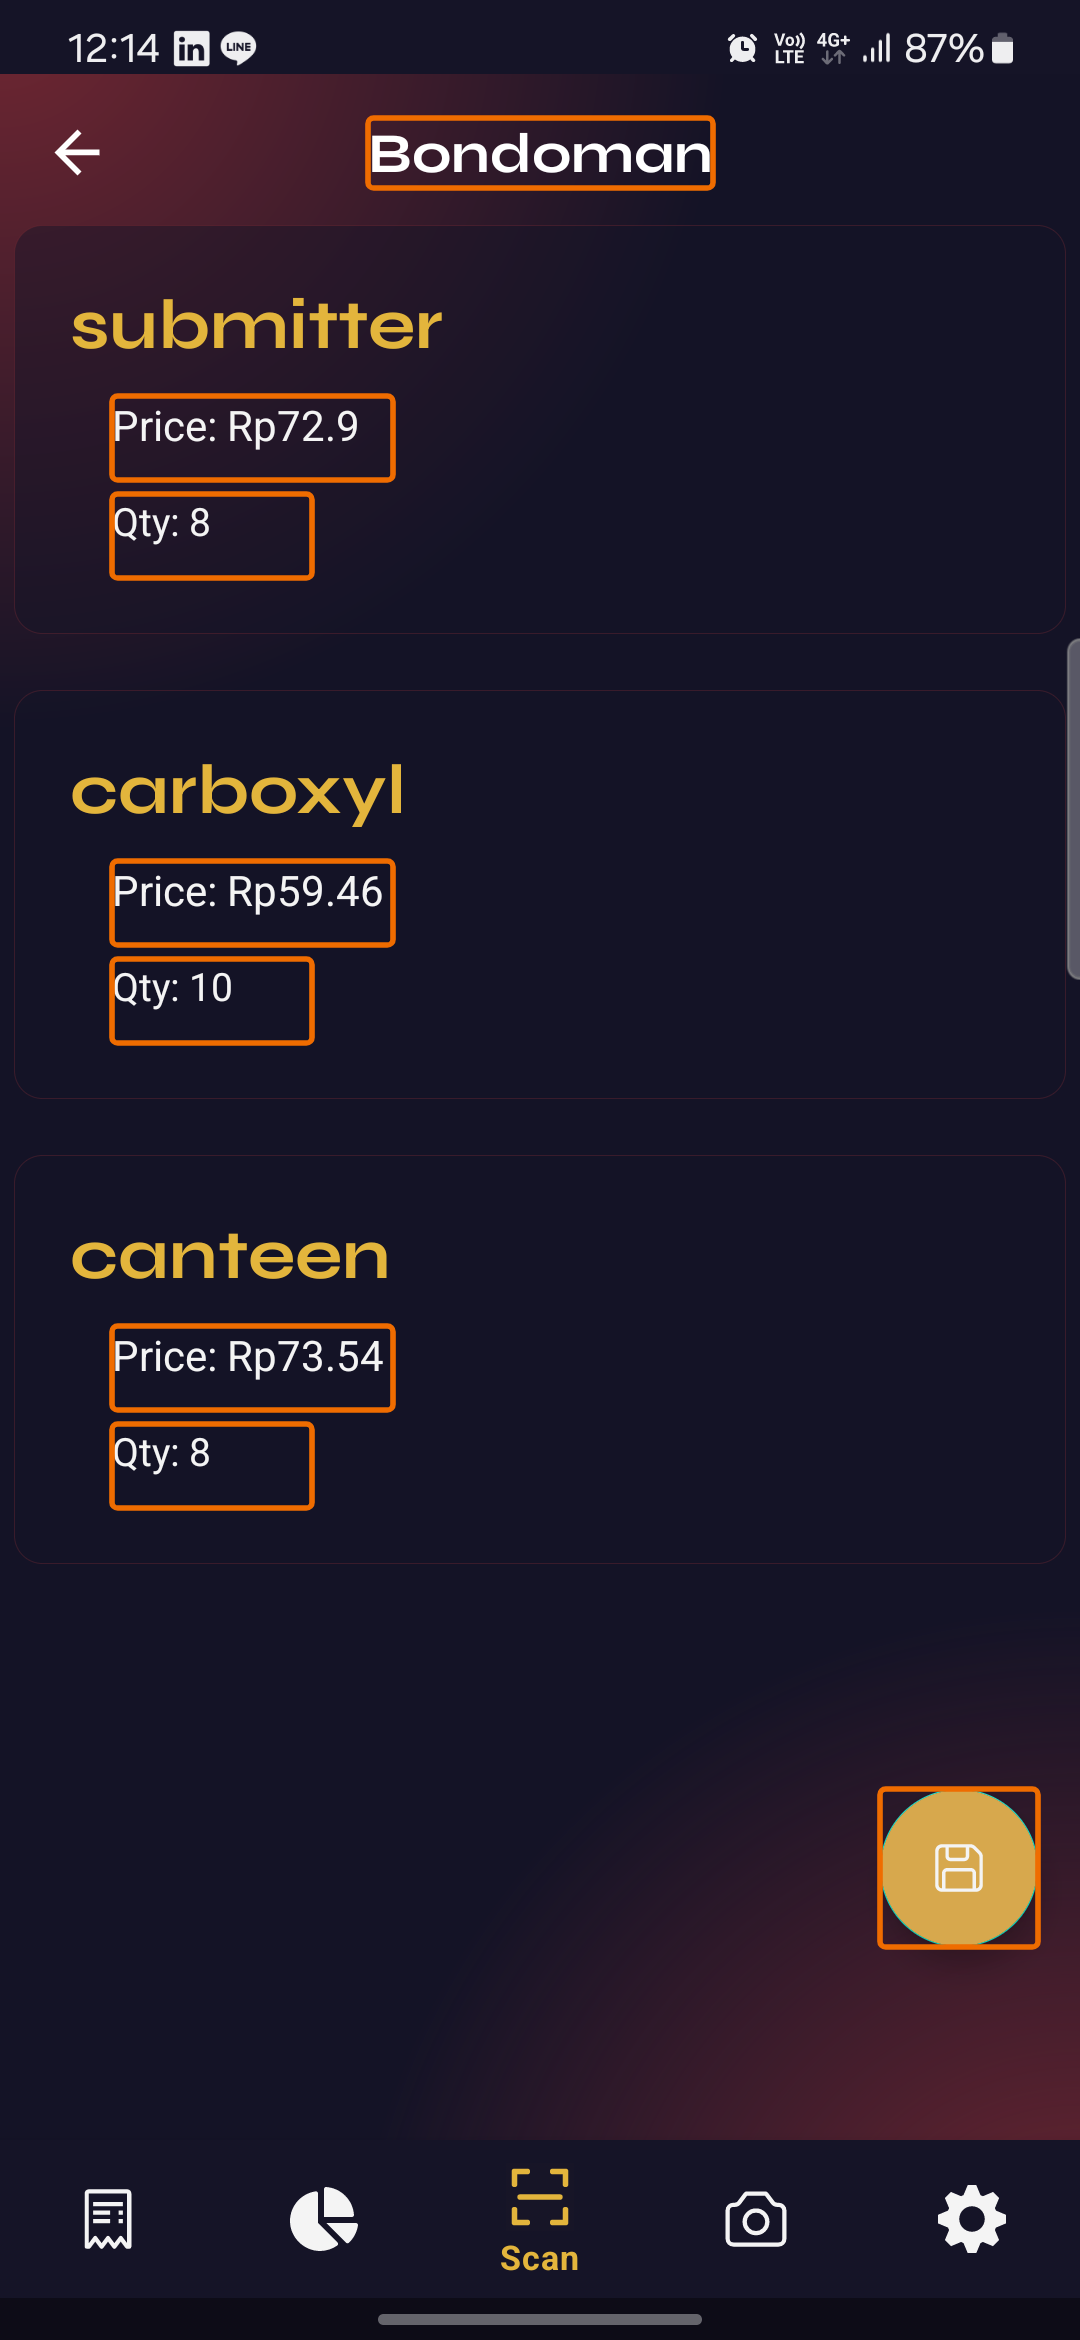 12:14 in LINE Vo)) LTE 4G+ 87%
Bondoman
submitter
Price: Rp72.9
Qty: 8
carboxyl
Price: Rp59.46
Qty: 10
canteen
Price: Rp73.54
Qty: 8
Scan